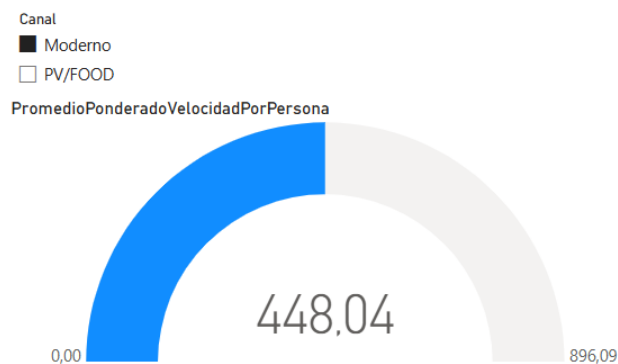 Canal
Moderno
PV/FOOD
PromedioPonderadoVelocidadPorPersona
448,04
0,00
896,09